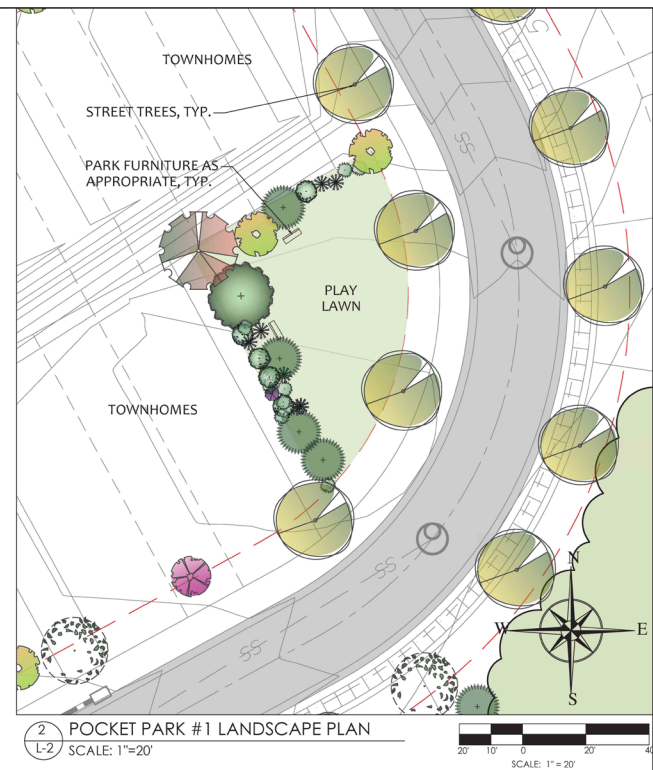 TOWNHOMES
STREET TREES, TYP.
PARK FURNITURE AS
APPROPRIATE, TYP.
PLAY
LAWN
TOWNHOMES
SS
SS
SS
N
W
E
S
2
L-2
POCKET PARK #1 LANDSCAPE PLAN
SCALE: 1"=20'
20' 10' 0 20' 40
SCALE: 1" = 20'